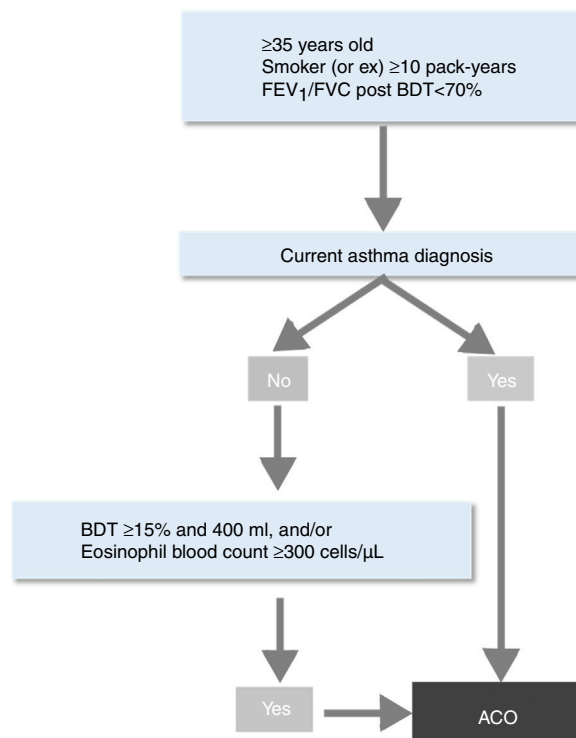 ≥35 years old
Smoker (or ex) ≥10 pack-years
FEV₁/FVC post BDT<70%
Current asthma diagnosis
No
Yes
BDT ≥15% and 400 ml, and/or
Eosinophil blood count ≥300 cells/µL
Yes
ACO